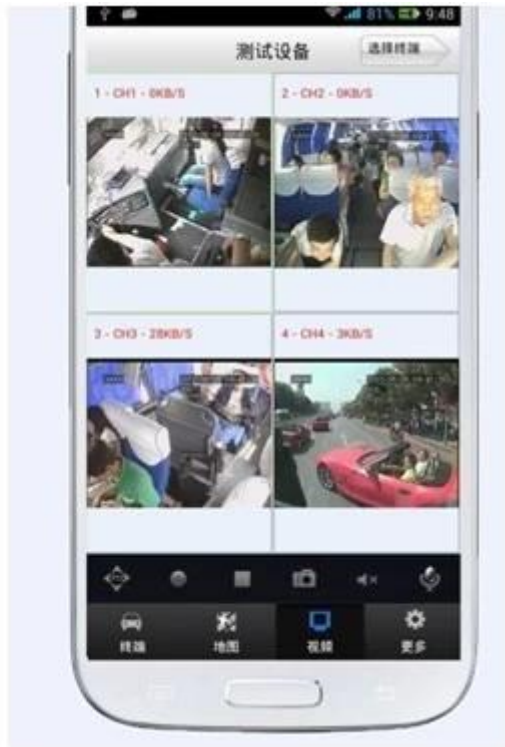 81% 9:48
测试设备
选择终端
1 - CH1 - 0KB/S
2 - CH2 - 0KB/S
3 - CH3 - 28KB/S
4 - CH4 - 3KB/S
终端
地图
视频
更多